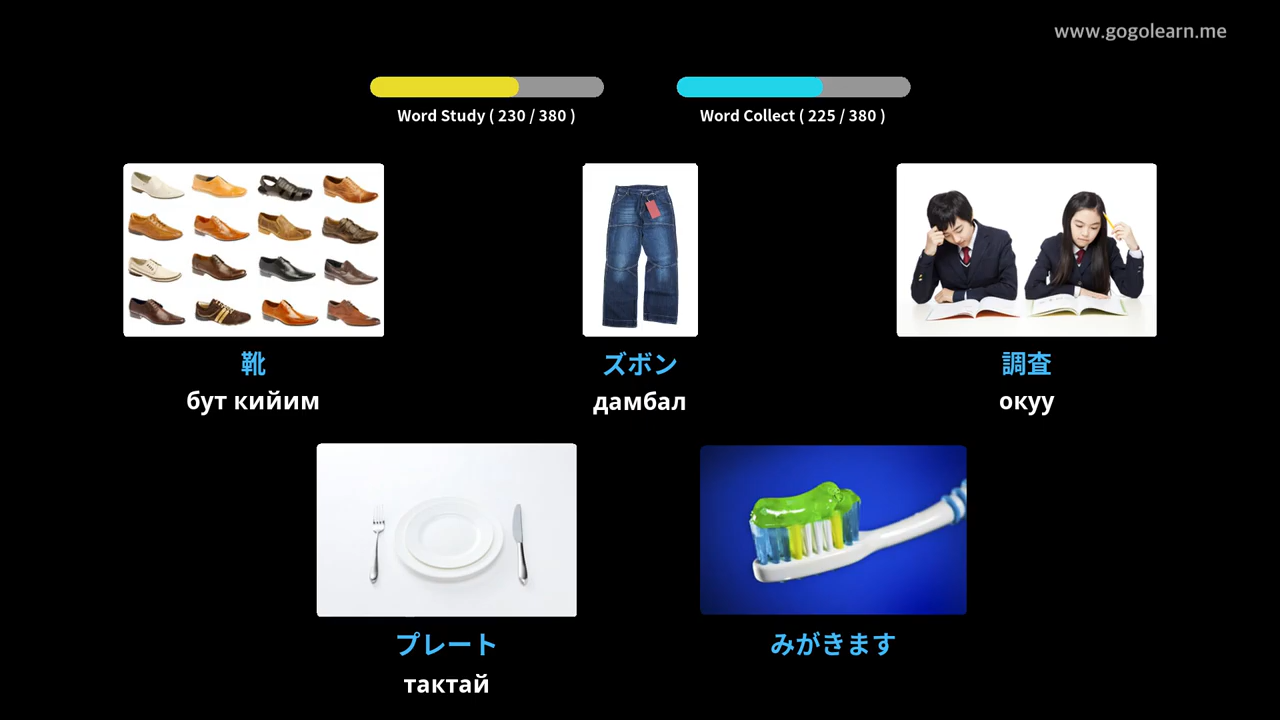 www.gogolearn.me
Word Study ( 230 / 380 )
Word Collect ( 225 / 380 )
靴
бут кийим
ズボン
дамбал
調査
окуу
プレート
тактай
みがきます